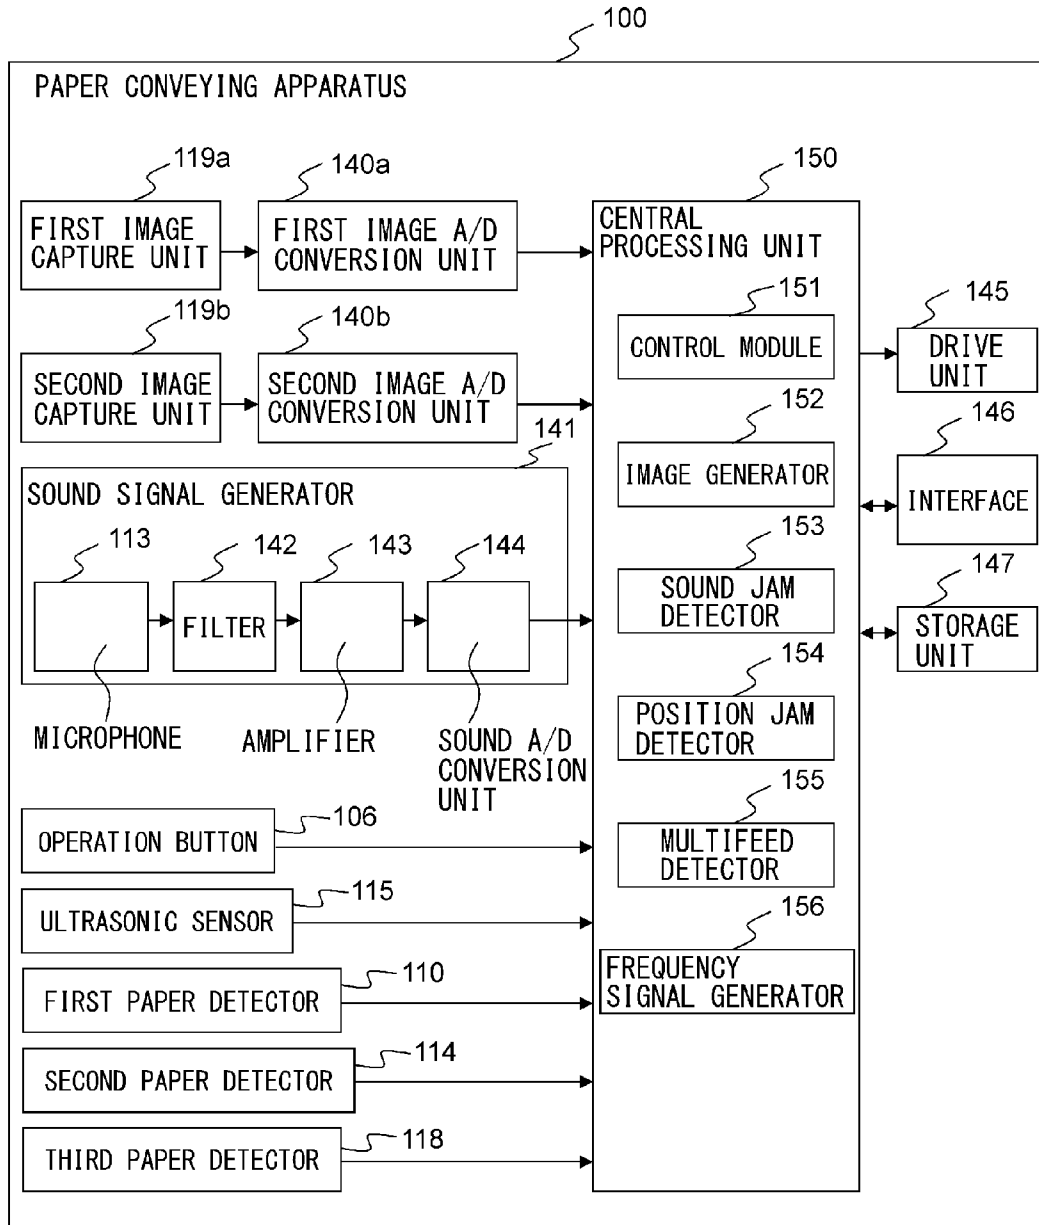 100
PAPER CONVEYING APPARATUS
119a
140a
150
FIRST IMAGE
CAPTURE UNIT
FIRST IMAGE A/D
CONVERSION UNIT
CENTRAL
PROCESSING UNIT
119b
140b
151
145
SECOND IMAGE
CAPTURE UNIT
SECOND IMAGE A/D
CONVERSION UNIT
CONTROL MODULE
DRIVE
UNIT
141
152
146
SOUND SIGNAL GENERATOR
IMAGE GENERATOR
INTERFACE
113
142
143
144
153
147
FILTER
SOUND JAM
DETECTOR
STORAGE
UNIT
MICROPHONE
AMPLIFIER
SOUND A/D
CONVERSION
UNIT
154
POSITION JAM
DETECTOR
106
155
OPERATION BUTTON
MULTIFEED
DETECTOR
115
ULTRASONIC SENSOR
156
110
FIRST PAPER DETECTOR
FREQUENCY
SIGNAL GENERATOR
114
SECOND PAPER DETECTOR
118
THIRD PAPER DETECTOR